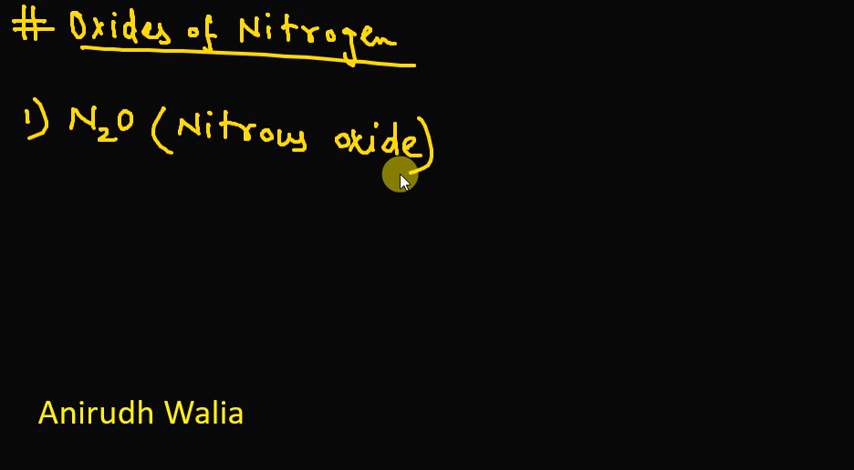 # Oxides of Nitrogen
1) N₂O (Nitrous oxide)
Anirudh Walia